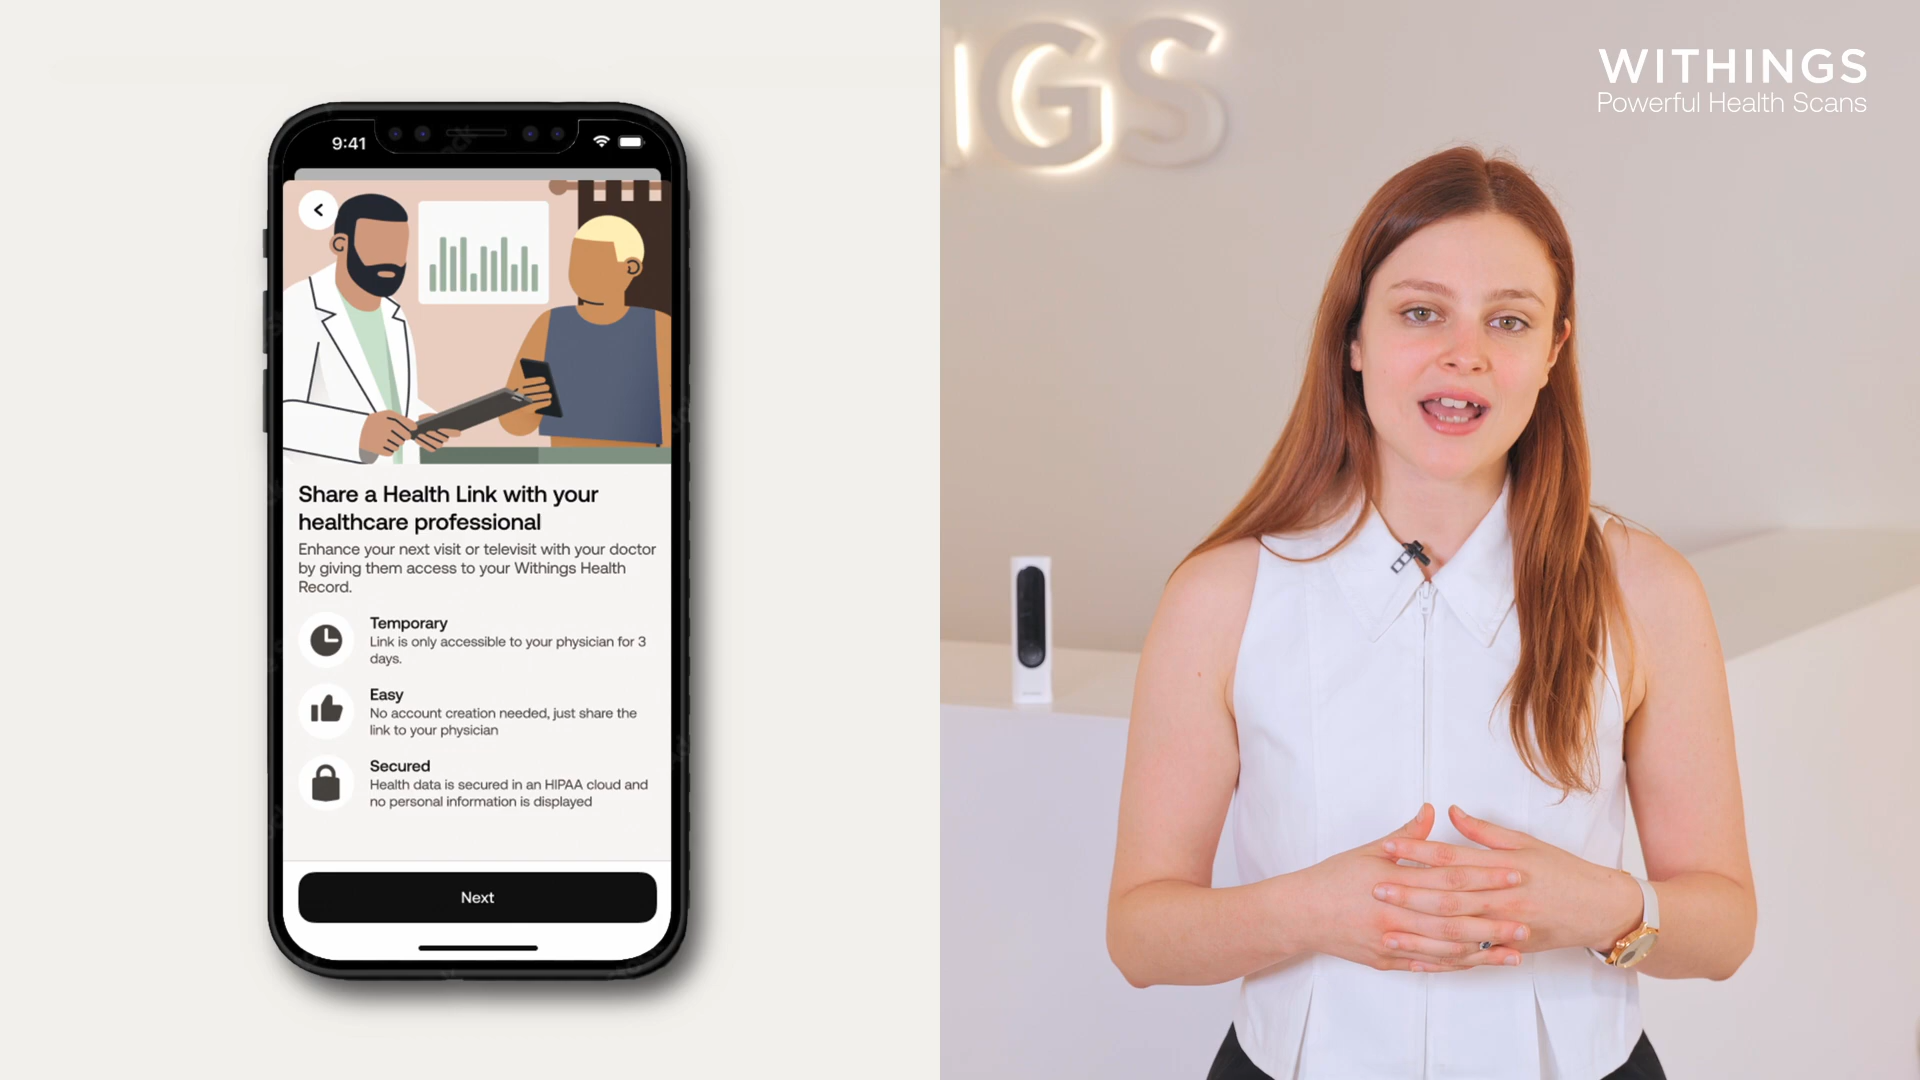 9:41
Share a Health Link with your
healthcare professional
Enhance your next visit or televisit with your doctor
by giving them access to your Withings Health
Record.
Temporary
Link is only accessible to your physician for 3
days.
Easy
No account creation needed, just share the
link to your physician
Secured
Health data is secured in an HIPAA cloud and
no personal information is displayed
Next
INGS
WITHINGS
Powerful Health Scans